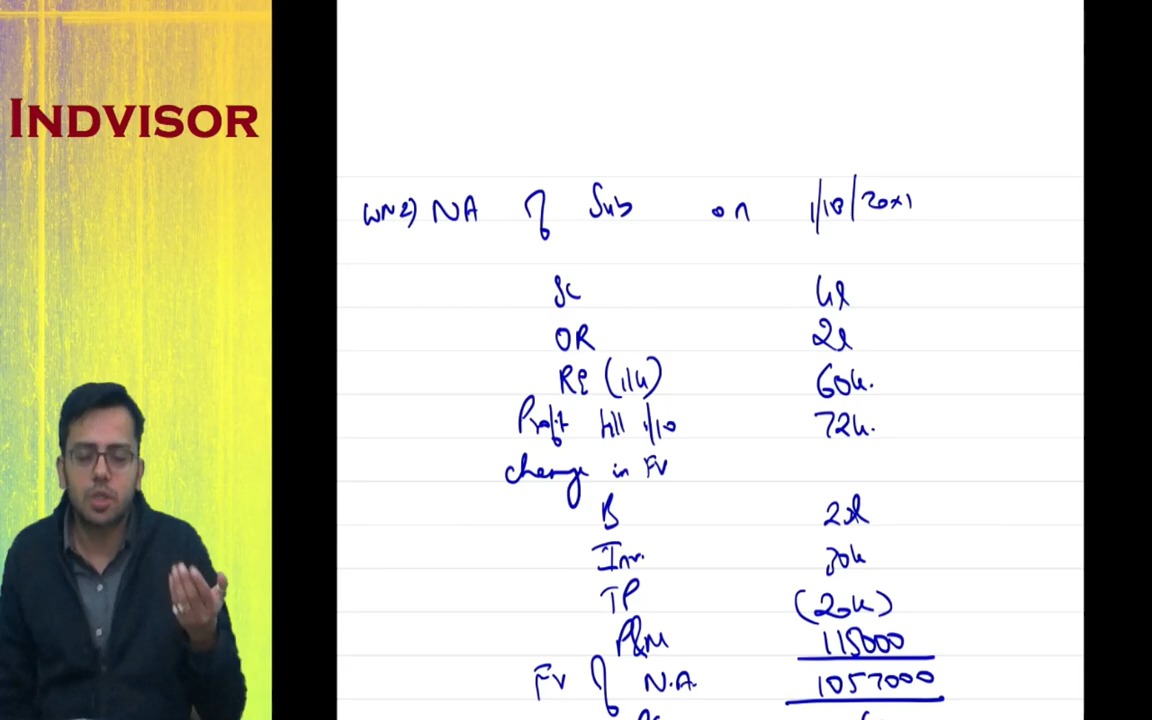 INDVISOR
WN2) NA of Sub on 1/10/20x1
SC 4l
OR 2l
RE (1/4) 60k.
Profit till 1/10 72k.
change in FV
B 2l
Inv. 30k
TP (20k)
P&M 115000
FV of N.A. 1057000